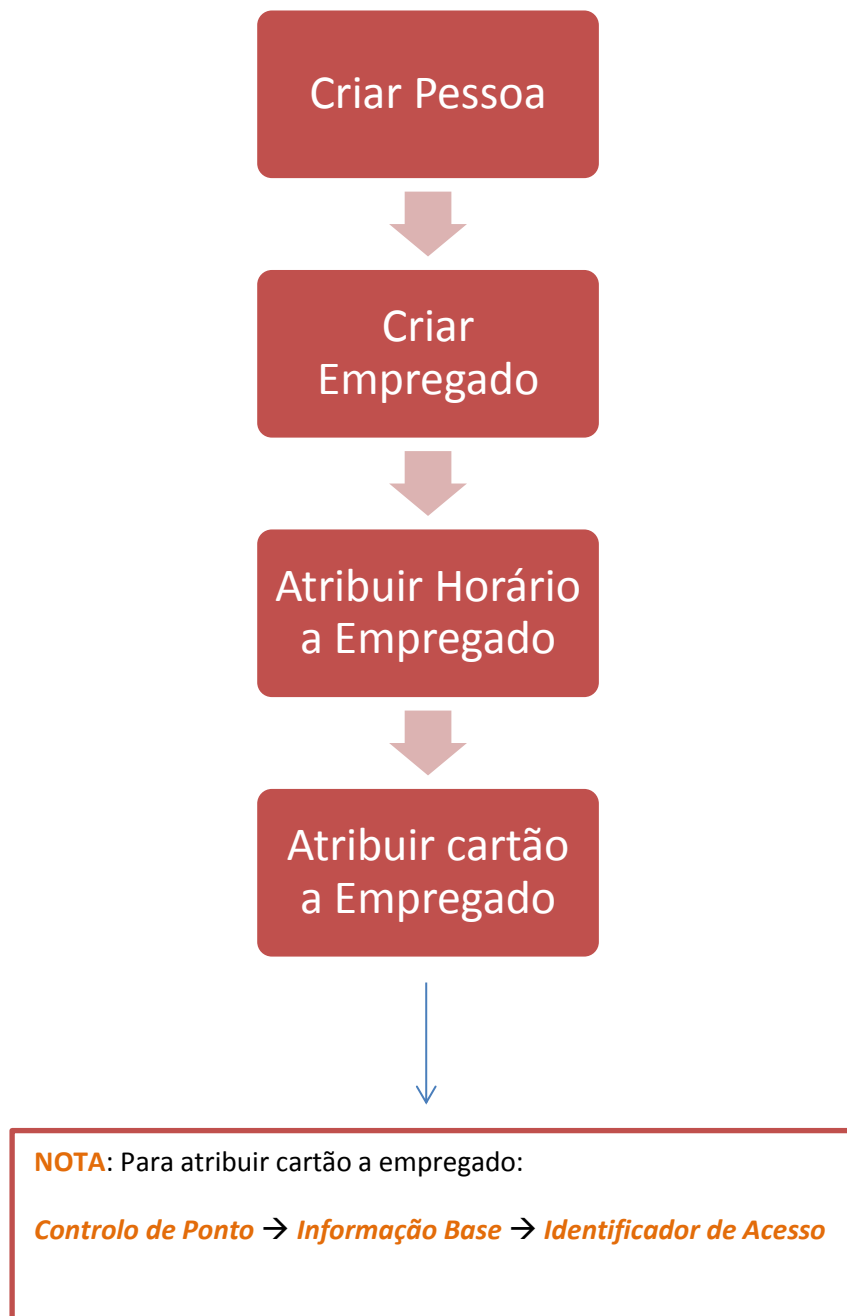 Criar Pessoa
Criar
Empregado
Atribuir Horário
a Empregado
Atribuir cartão
a Empregado
NOTA: Para atribuir cartão a empregado:
Controlo de Ponto → Informação Base → Identificador de Acesso